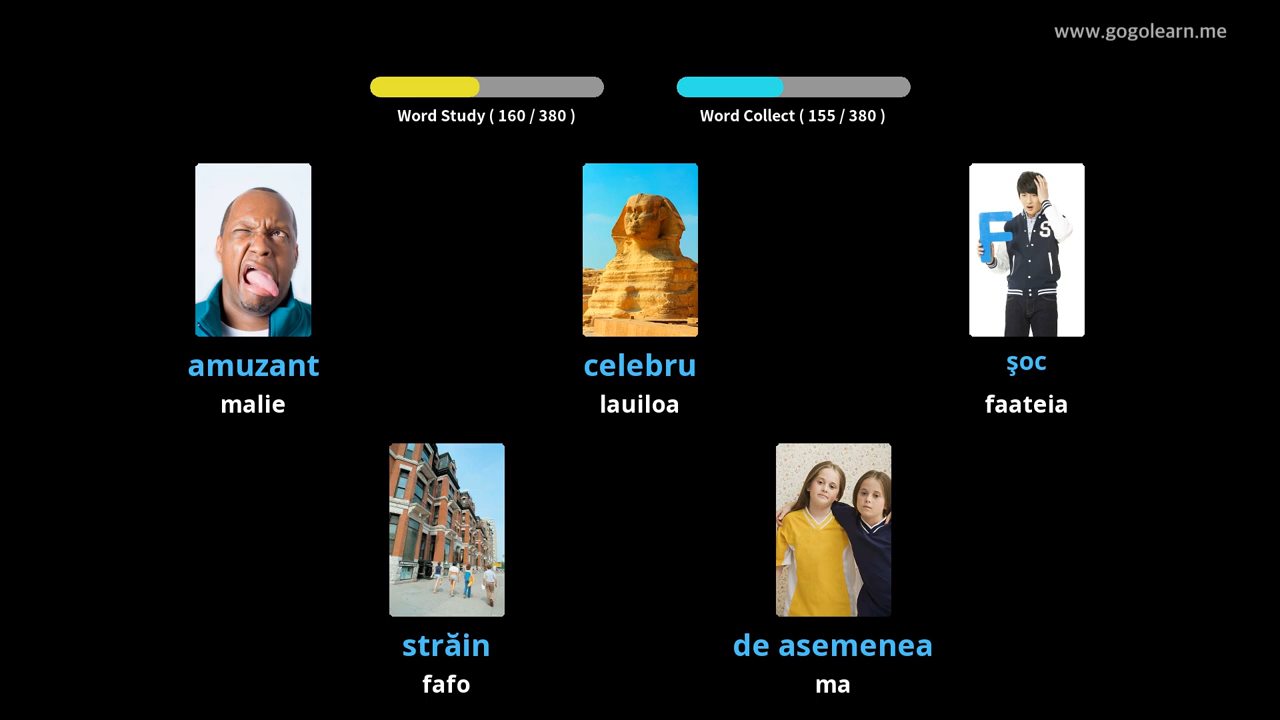 www.gogolearn.me
Word Study ( 160 / 380 )
Word Collect ( 155 / 380 )
amuzant
malie
celebru
lauiloa
F
S
şoc
faateia
străin
fafo
de asemenea
ma